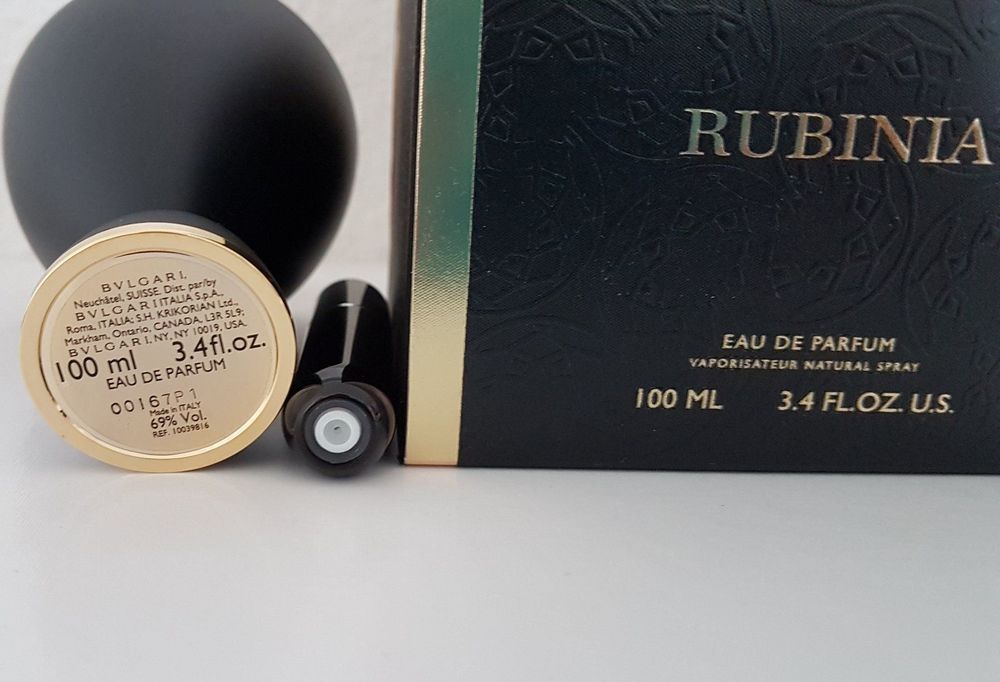 BVLGARI,
Neuchâtel, SUISSE. Dist. par/by
BVLGARI ITALIA S.p.A.,
Roma, ITALIA; S.H. KRIKORIAN Ltd.,
Markham, Ontario, CANADA, L3R 5L9;
BVLGARI, NY, NY 10019, USA.
100 ml 3.4fl.oz.
EAU DE PARFUM
00167P1
Made in ITALY
69% Vol.
REF. 10039816
RUBINIA
EAU DE PARFUM
VAPORISATEUR NATURAL SPRAY
100 ML 3.4 FL.OZ. U.S.